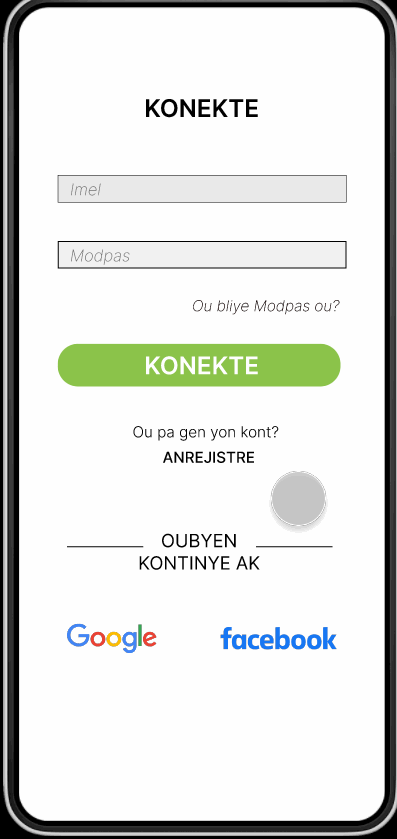 KONEKTE
Imel
Modpas
Ou bliye Modpas ou?
KONEKTE
Ou pa gen yon kont?
ANREJISTRE
OUBYEN
KONTINYE AK
Google
facebook